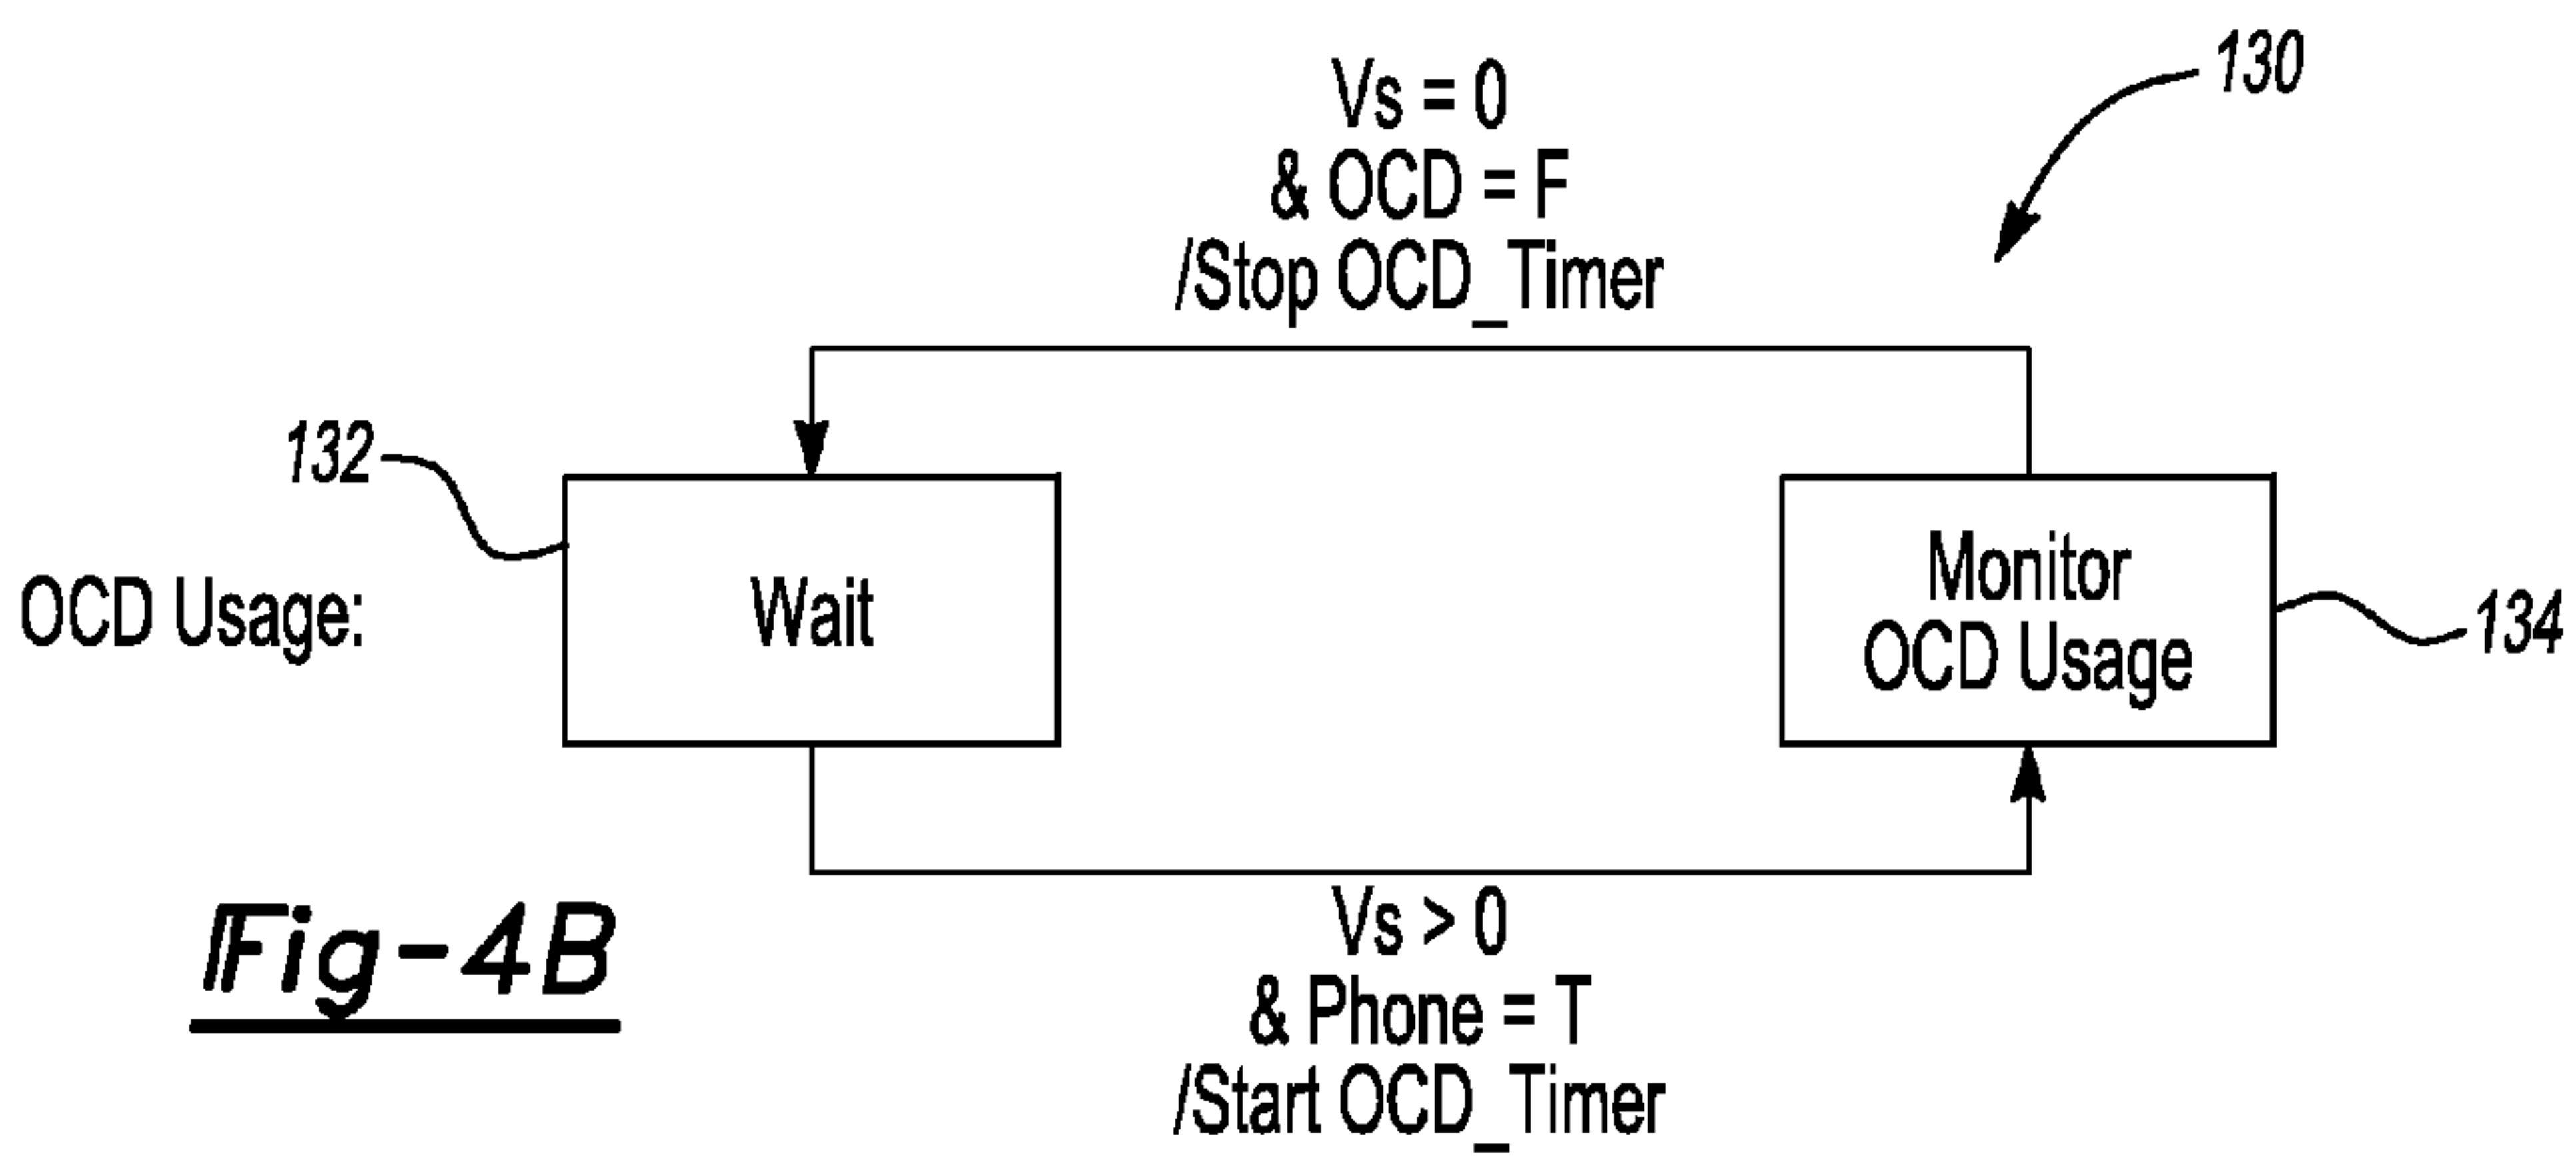 130
Vs = 0
& OCD = F
/Stop OCD_Timer
132
OCD Usage:
Wait
Monitor
OCD Usage
134
Vs > 0
& Phone = T
/Start OCD_Timer
Fig-4B